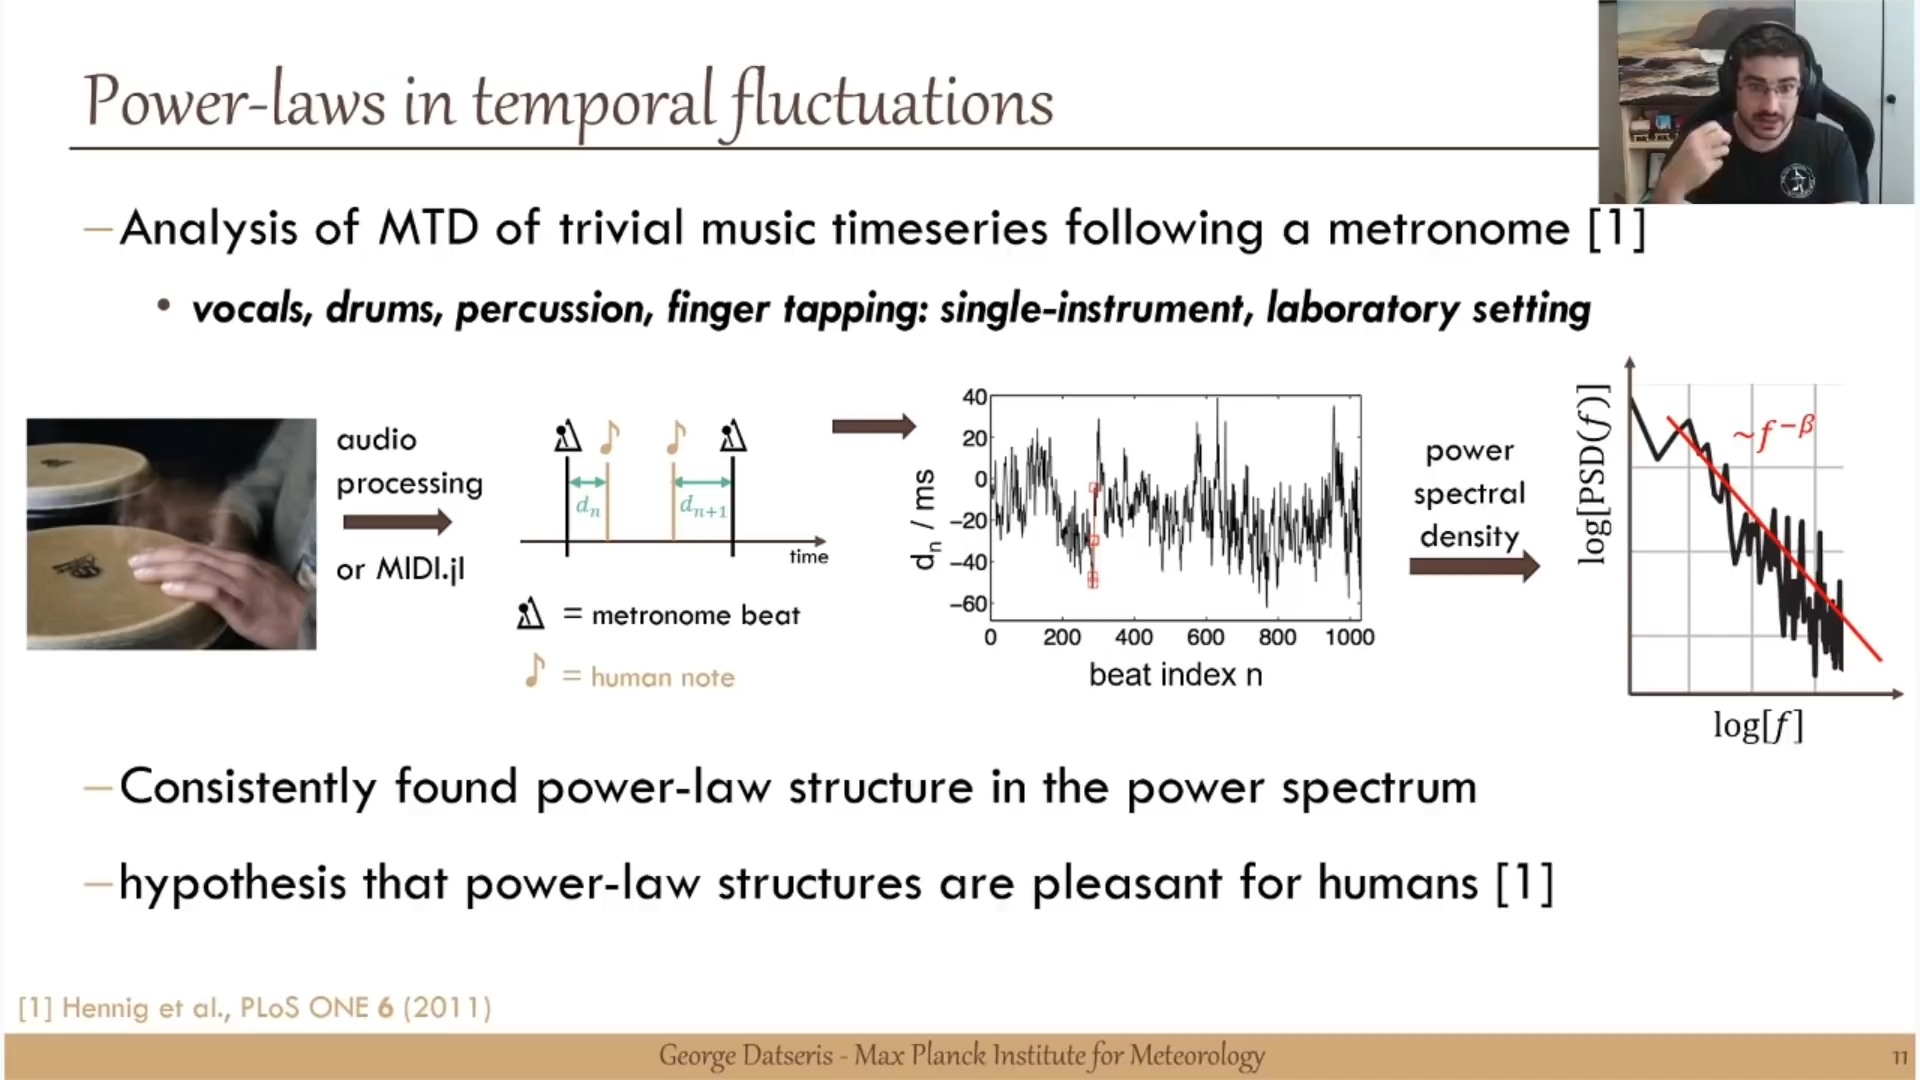 Power-laws in temporal fluctuations
– Analysis of MTD of trivial music timeseries following a metronome [1]
• vocals, drums, percussion, finger tapping: single-instrument, laboratory setting
audio
processing
or MIDI.jl
dₙ
dₙ₊₁
time
= metronome beat
= human note
dₙ / ms
40
20
0
−20
−40
−60
0 200 400 600 800 1000
beat index n
power
spectral
density
log[PSD(f)]
~f^−β
log[f]
– Consistently found power-law structure in the power spectrum
– hypothesis that power-law structures are pleasant for humans [1]
[1] Hennig et al., PLoS ONE 6 (2011)
George Datseris - Max Planck Institute for Meteorology
11